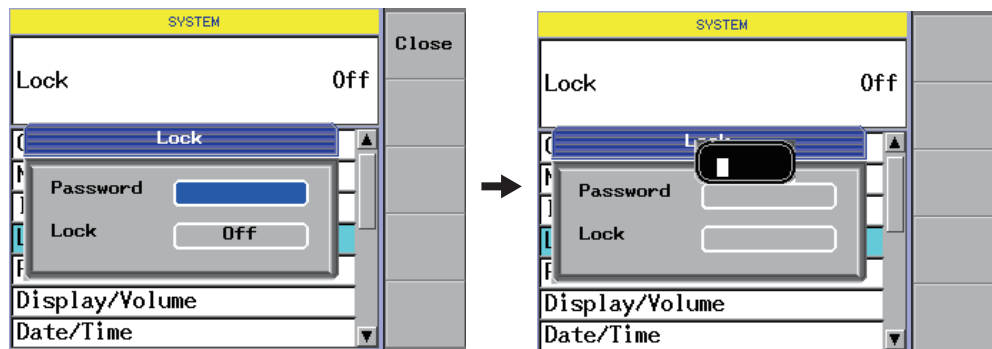 SYSTEM
Close
Lock Off
Lock
Password
Lock Off
Display/Volume
Date/Time
SYSTEM
Lock Off
Password
Lock
Display/Volume
Date/Time